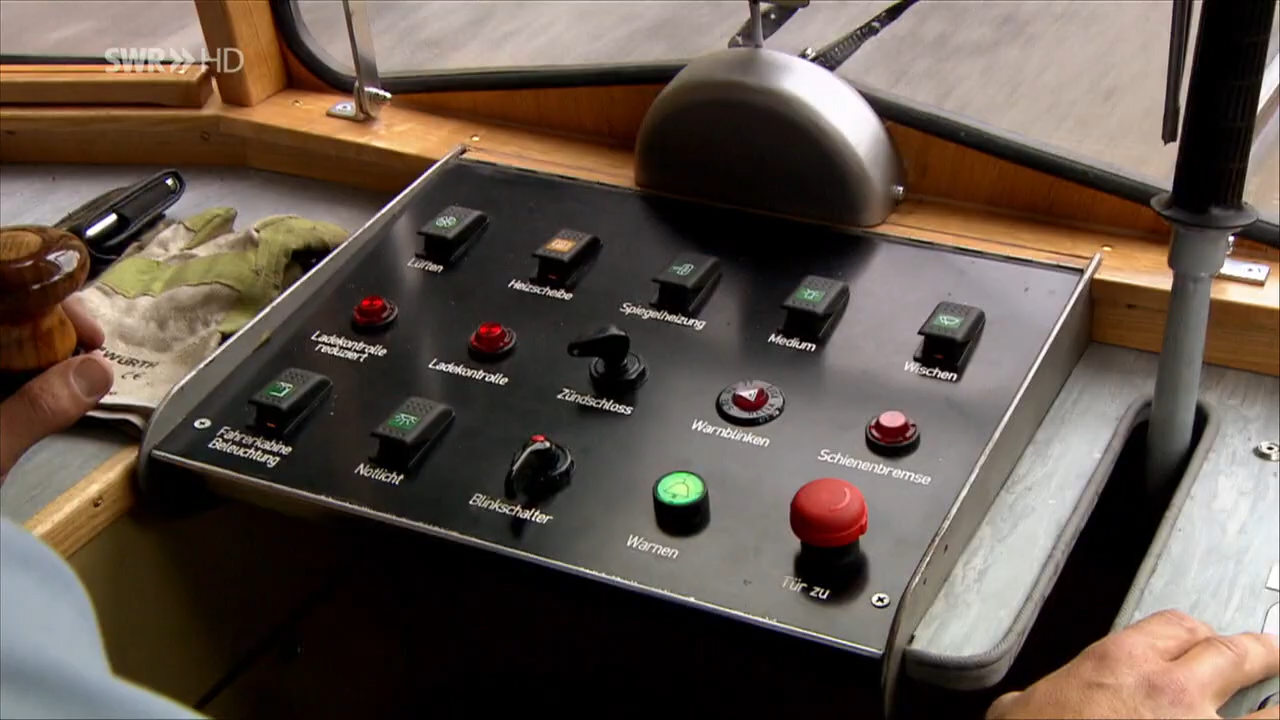 SWR»HD
Lüften
Heizscheibe
Spiegelheizung
Medium
Wischen
Ladekontrolle
reduziert
Ladekontrolle
Zündschloss
Warnblinken
Schienenbremse
Fahrerkabine
Beleuchtung
Notlicht
Blinkschalter
Warnen
Tür zu
WÜRTH
CE